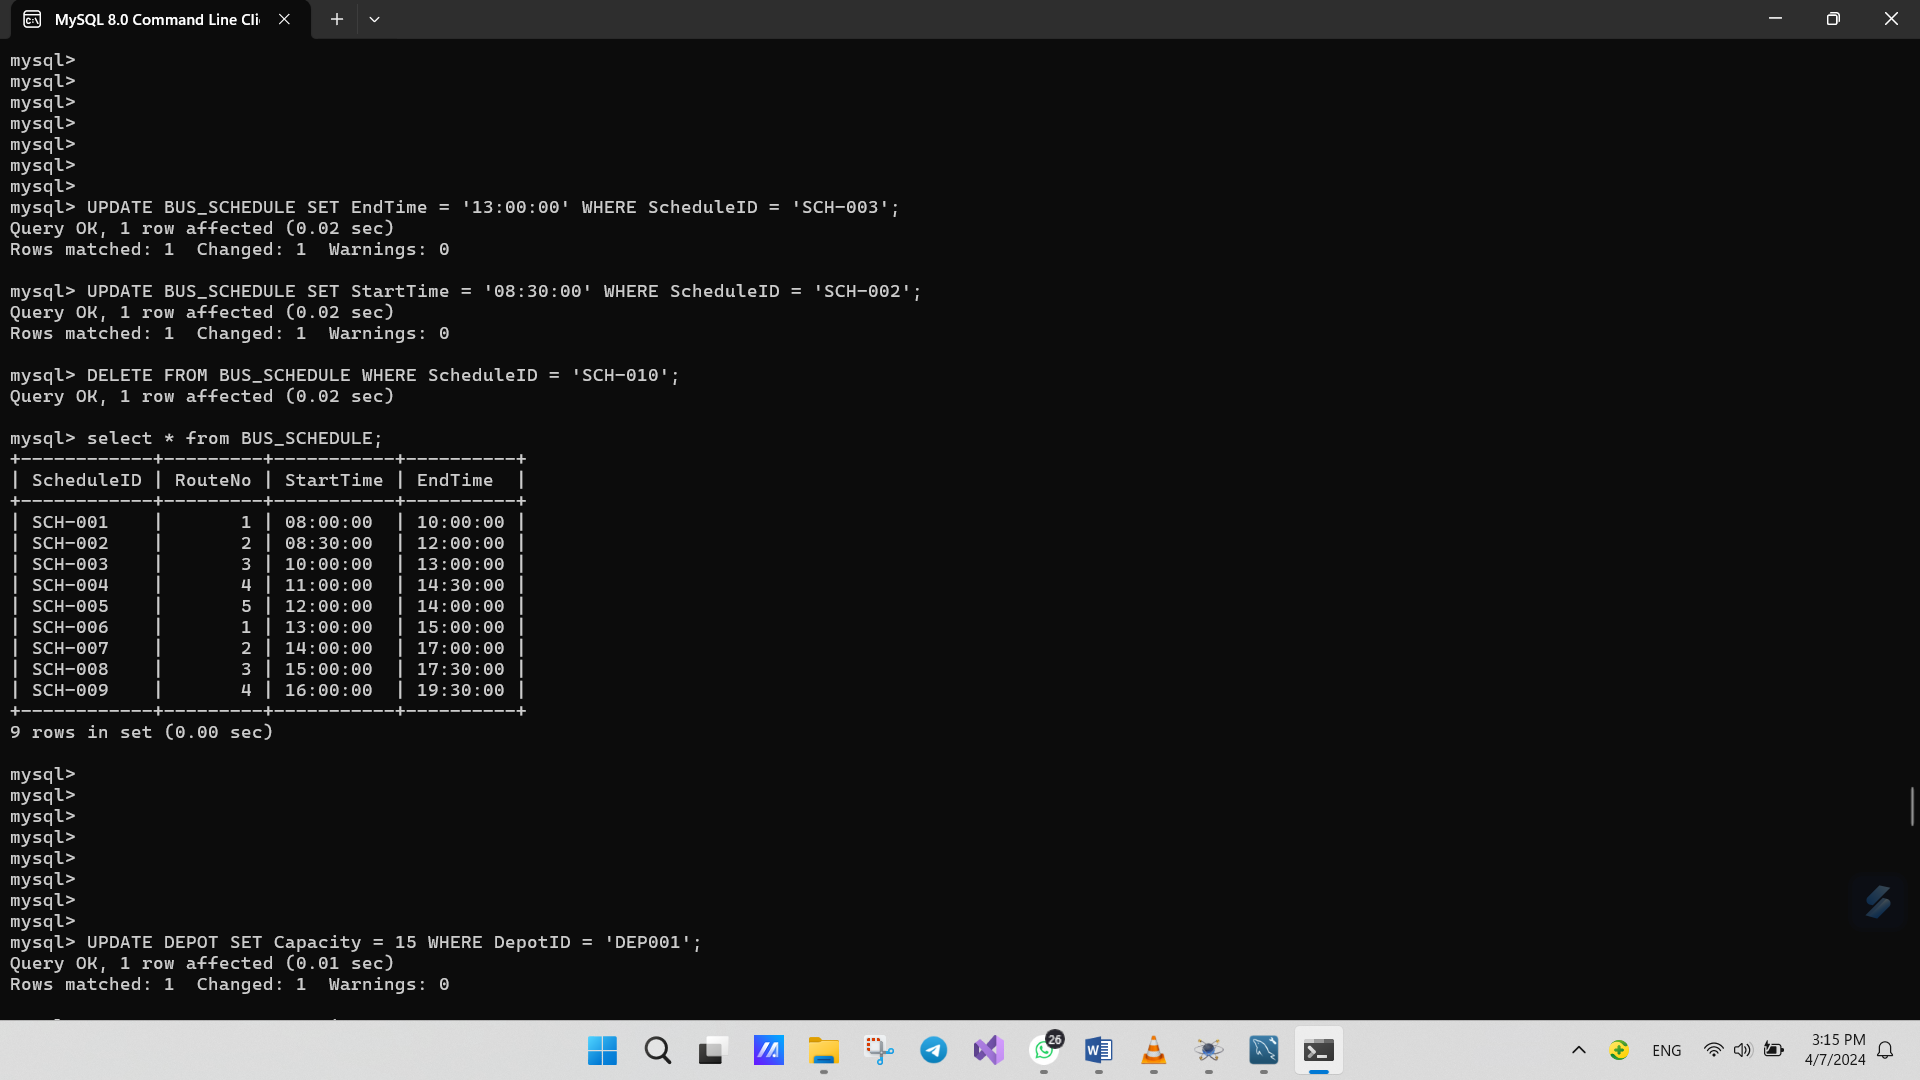 MySQL 8.0 Command Line Cli
mysql>
mysql>
mysql>
mysql>
mysql>
mysql>
mysql>
mysql> UPDATE BUS_SCHEDULE SET EndTime = '13:00:00' WHERE ScheduleID = 'SCH-003';
Query OK, 1 row affected (0.02 sec)
Rows matched: 1  Changed: 1  Warnings: 0
mysql> UPDATE BUS_SCHEDULE SET StartTime = '08:30:00' WHERE ScheduleID = 'SCH-002';
Query OK, 1 row affected (0.02 sec)
Rows matched: 1  Changed: 1  Warnings: 0
mysql> DELETE FROM BUS_SCHEDULE WHERE ScheduleID = 'SCH-010';
Query OK, 1 row affected (0.02 sec)
mysql> select * from BUS_SCHEDULE;
+------------+---------+-----------+----------+
| ScheduleID | RouteNo | StartTime | EndTime  |
+------------+---------+-----------+----------+
| SCH-001    |       1 | 08:00:00  | 10:00:00 |
| SCH-002    |       2 | 08:30:00  | 12:00:00 |
| SCH-003    |       3 | 10:00:00  | 13:00:00 |
| SCH-004    |       4 | 11:00:00  | 14:30:00 |
| SCH-005    |       5 | 12:00:00  | 14:00:00 |
| SCH-006    |       1 | 13:00:00  | 15:00:00 |
| SCH-007    |       2 | 14:00:00  | 17:00:00 |
| SCH-008    |       3 | 15:00:00  | 17:30:00 |
| SCH-009    |       4 | 16:00:00  | 19:30:00 |
+------------+---------+-----------+----------+
9 rows in set (0.00 sec)
mysql>
mysql>
mysql>
mysql>
mysql>
mysql>
mysql>
mysql>
mysql> UPDATE DEPOT SET Capacity = 15 WHERE DepotID = 'DEP001';
Query OK, 1 row affected (0.01 sec)
Rows matched: 1  Changed: 1  Warnings: 0
26
ENG
3:15 PM
4/7/2024